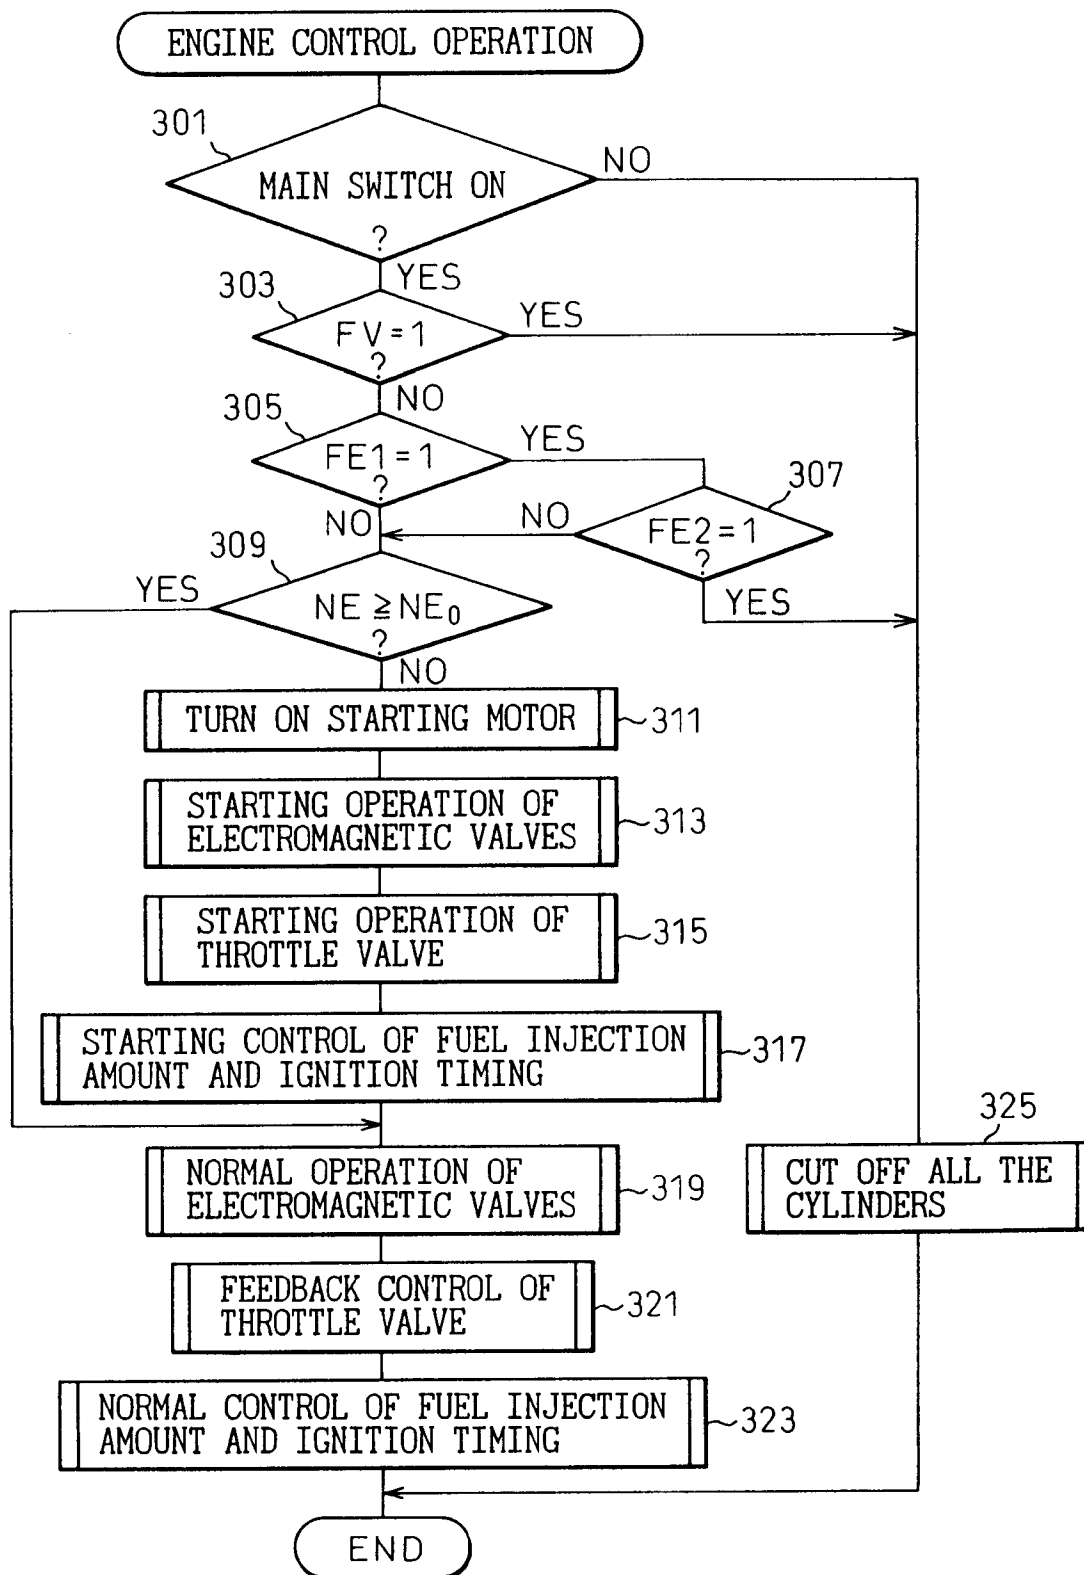 ENGINE CONTROL OPERATION
301
MAIN SWITCH ON
?
NO
YES
303
FV=1
?
YES
NO
305
FE1=1
?
YES
307
FE2=1
?
NO
NO
YES
309
NE ≧ NE₀
?
YES
NO
TURN ON STARTING MOTOR
311
STARTING OPERATION OF
ELECTROMAGNETIC VALVES
313
STARTING OPERATION OF
THROTTLE VALVE
315
STARTING CONTROL OF FUEL INJECTION
AMOUNT AND IGNITION TIMING
317
NORMAL OPERATION OF
ELECTROMAGNETIC VALVES
319
325
CUT OFF ALL THE
CYLINDERS
FEEDBACK CONTROL OF
THROTTLE VALVE
321
NORMAL CONTROL OF FUEL INJECTION
AMOUNT AND IGNITION TIMING
323
END